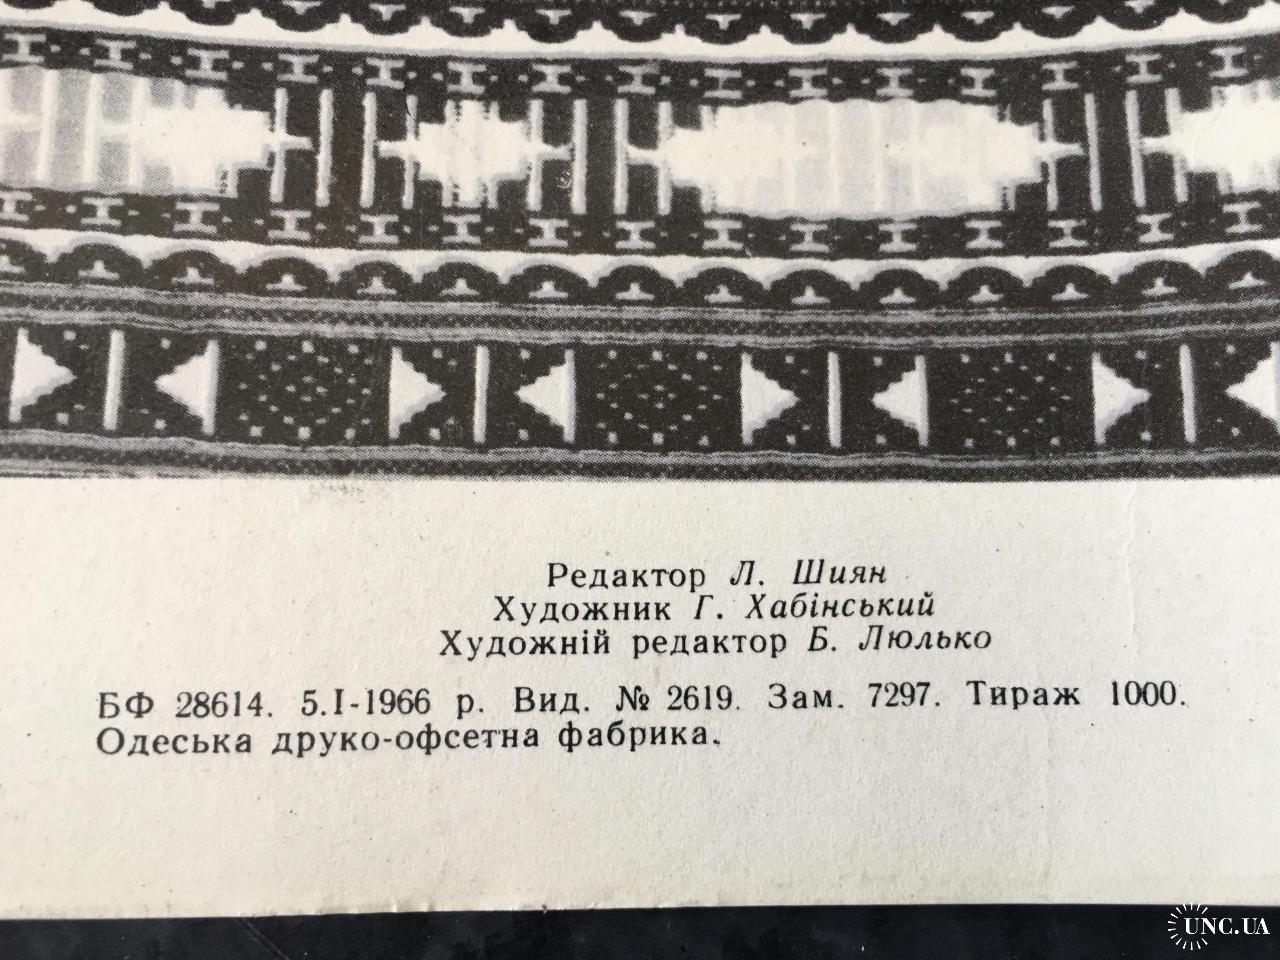 Редактор Л. Шиян
Художник Г. Хабінський
Художній редактор Б. Люлько
БФ 28614. 5.I-1966 р. Вид. № 2619. Зам. 7297. Тираж 1000.
Одеська друко-офсетна фабрика.
UNC.UA